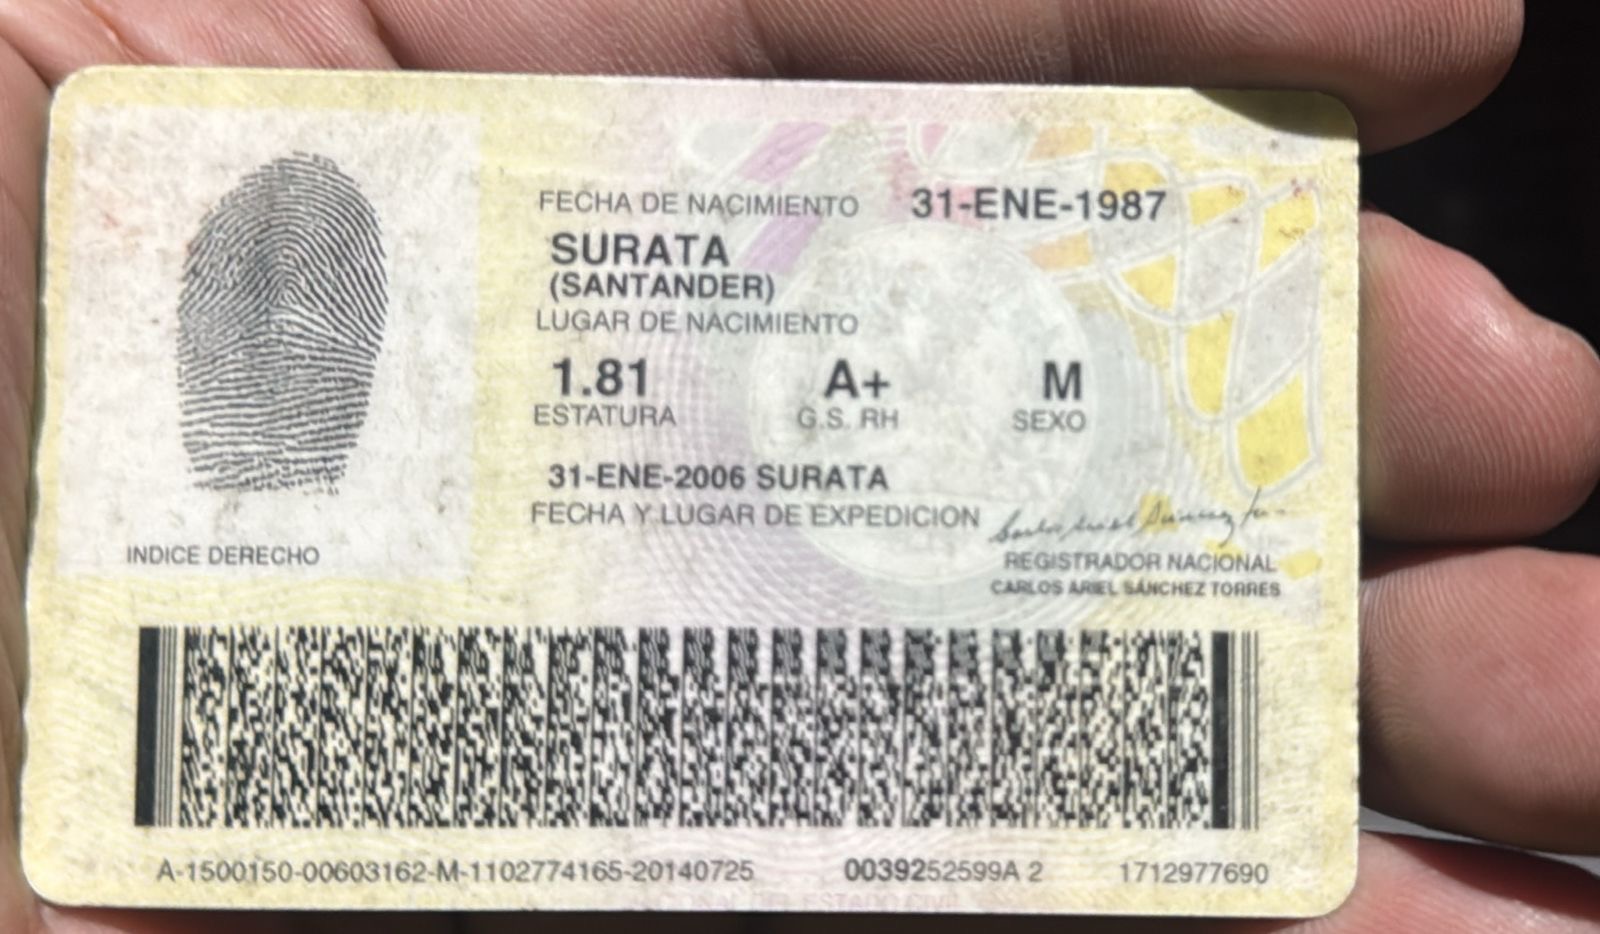 FECHA DE NACIMIENTO 31-ENE-1987
SURATA
(SANTANDER)
LUGAR DE NACIMIENTO
1.81 A+ M
ESTATURA G.S. RH SEXO
31-ENE-2006 SURATA
FECHA Y LUGAR DE EXPEDICION
INDICE DERECHO
REGISTRADOR NACIONAL
CARLOS ARIEL SÁNCHEZ TORRES
A-1500150-00603162-M-1102774165-20140725 0039252599A 2 1712977690